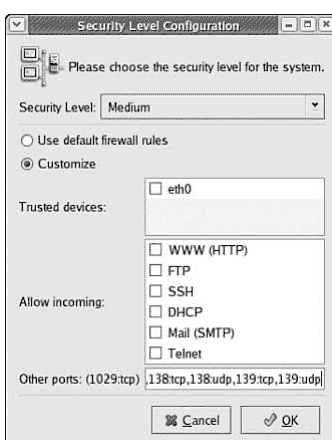 Security Level Configuration
Please choose the security level for the system.
Security Level: Medium
Use default firewall rules
Customize
Trusted devices:
eth0
Allow incoming:
WWW (HTTP)
FTP
SSH
DHCP
Mail (SMTP)
Telnet
Other ports: (1029:tcp) ,138:tcp,138:udp,139:tcp,139:udp
Cancel
OK